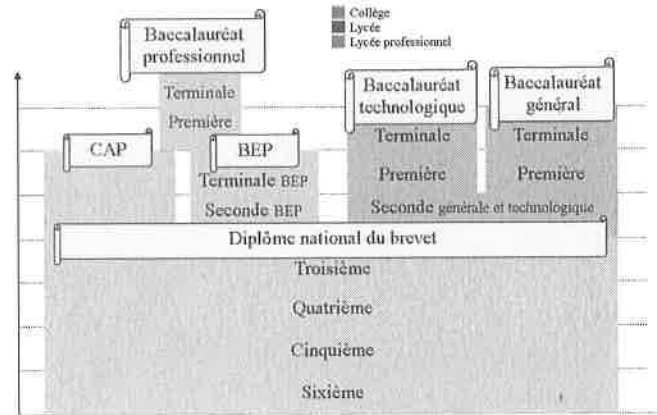 Collège
Lycée
Lycée professionnel
Baccalauréat
professionnel
Baccalauréat
technologique
Baccalauréat
général
Terminale
Première
CAP
BEP
Terminale BEP
Seconde BEP
Terminale
Première
Terminale
Première
Seconde générale et technologique
Diplôme national du brevet
Troisième
Quatrième
Cinquième
Sixième